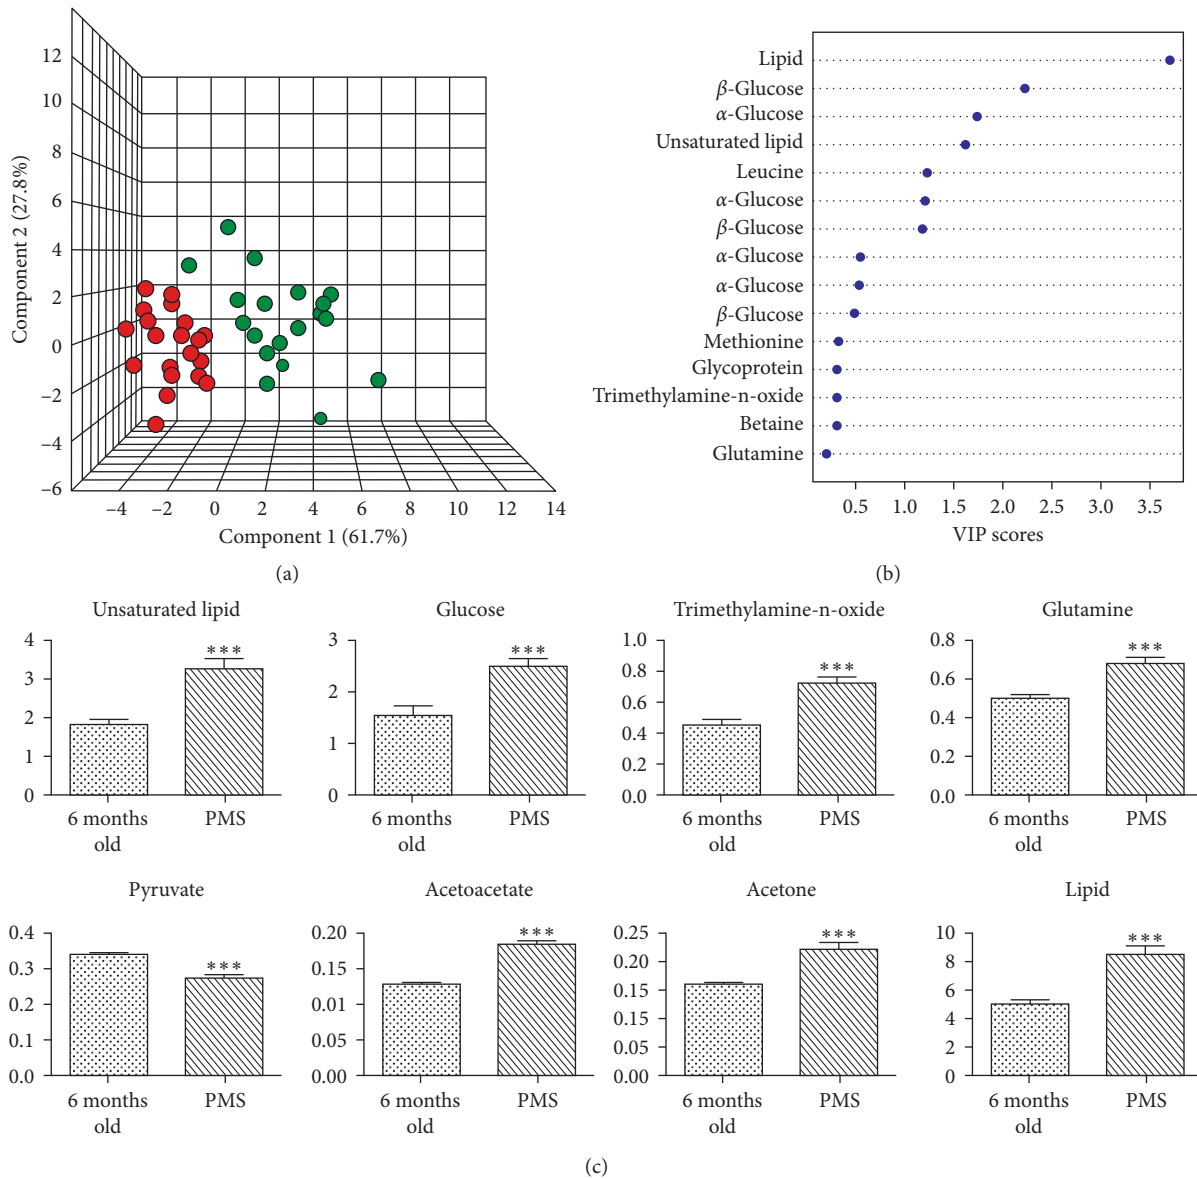 12
10
8
6
4
2
0
−2
−4
−6
Component 2 (27.8%)
−4 −2 0 2 4 6 8 10 12 14
Component 1 (61.7%)
(a)
Lipid
β-Glucose
α-Glucose
Unsaturated lipid
Leucine
α-Glucose
β-Glucose
α-Glucose
α-Glucose
β-Glucose
Methionine
Glycoprotein
Trimethylamine-n-oxide
Betaine
Glutamine
0.5 1.0 1.5 2.0 2.5 3.0 3.5
VIP scores
(b)
Unsaturated lipid
4
3
2
1
0
***
6 months
old
PMS
Glucose
3
2
1
0
***
6 months
old
PMS
Trimethylamine-n-oxide
1.0
0.8
0.6
0.4
0.2
0.0
***
6 months
old
PMS
Glutamine
0.8
0.6
0.4
0.2
0.0
***
6 months
old
PMS
Pyruvate
0.4
0.3
0.2
0.1
0.0
***
6 months
old
PMS
Acetoacetate
0.20
0.15
0.01
0.05
0.00
***
6 months
old
PMS
Acetone
0.25
0.20
0.15
0.15
0.05
0.00
***
6 months
old
PMS
Lipid
10
8
6
4
2
0
***
6 months
old
PMS
(c)